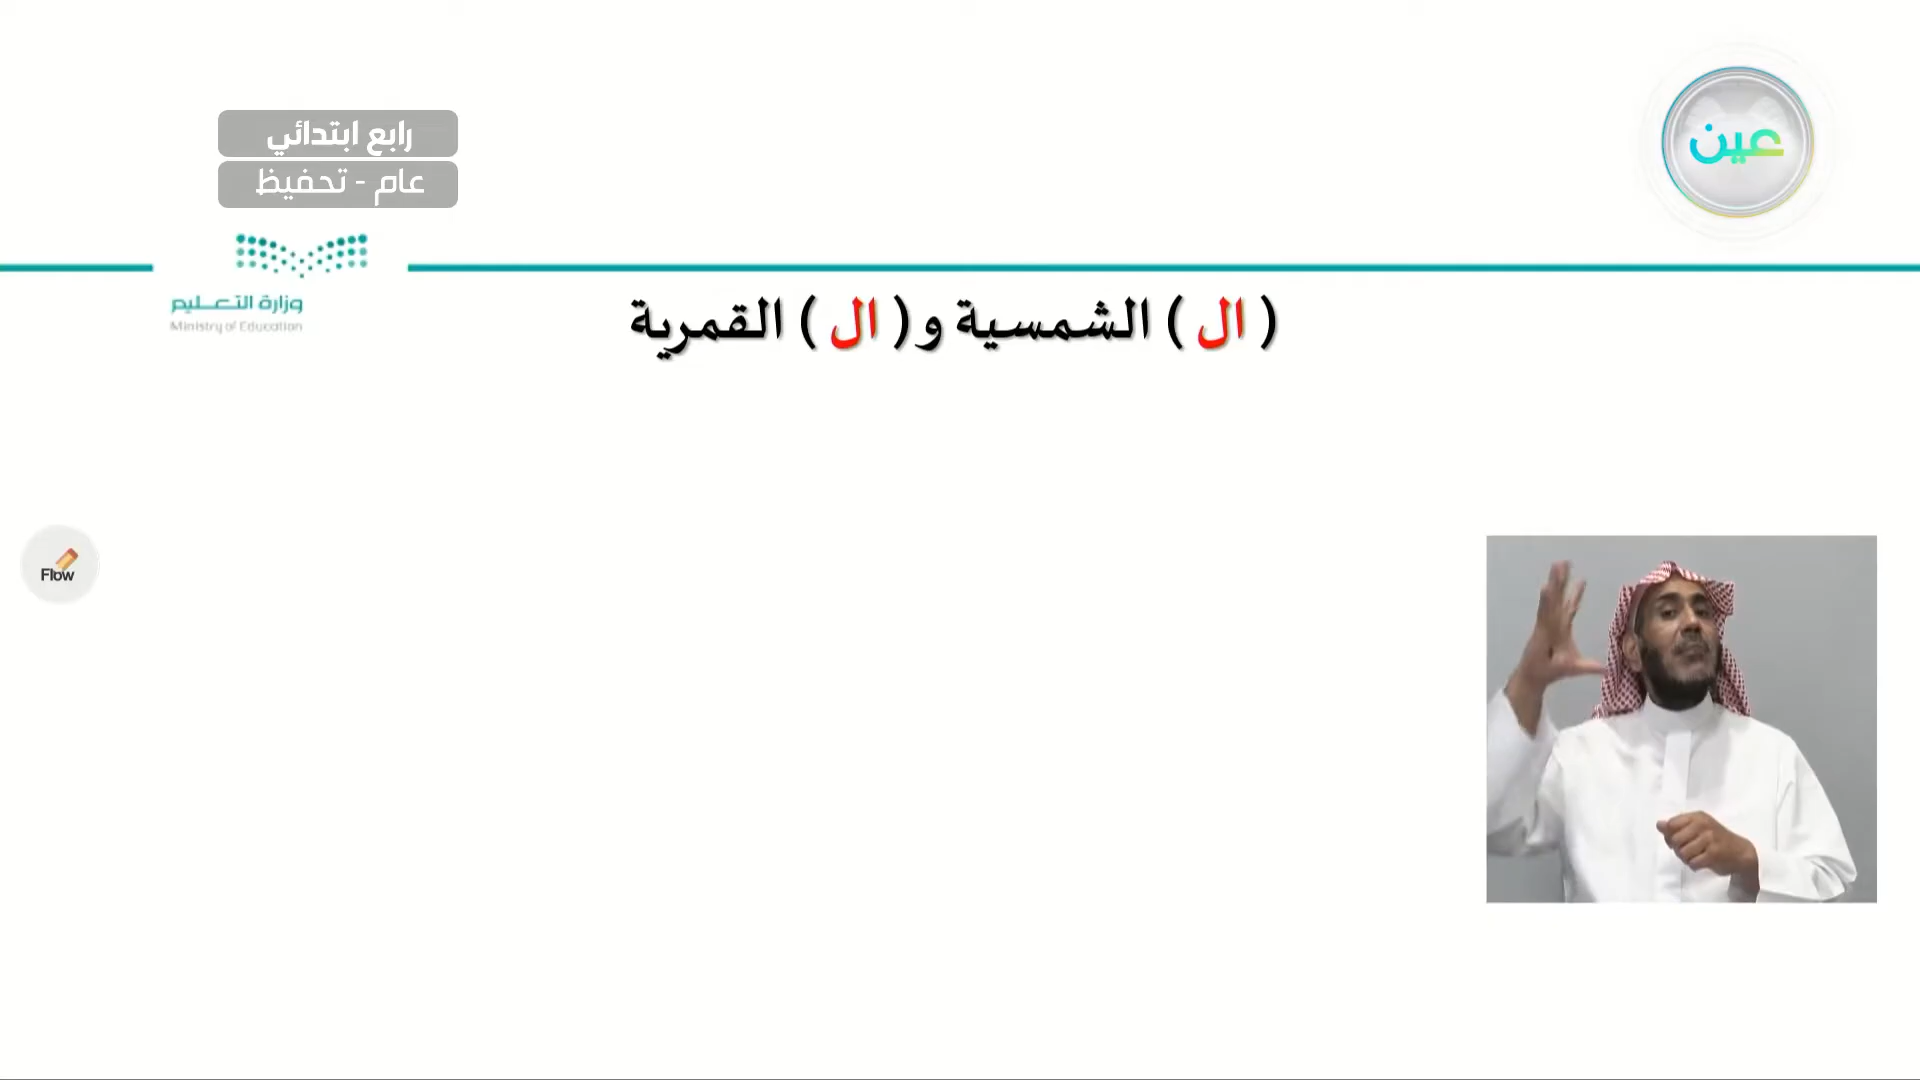 رابع ابتدائي
عام - تحفيظ
عين
وزارة التعليم
Ministry of Education
( ال ) الشمسية و ( ال ) القمرية
Flow